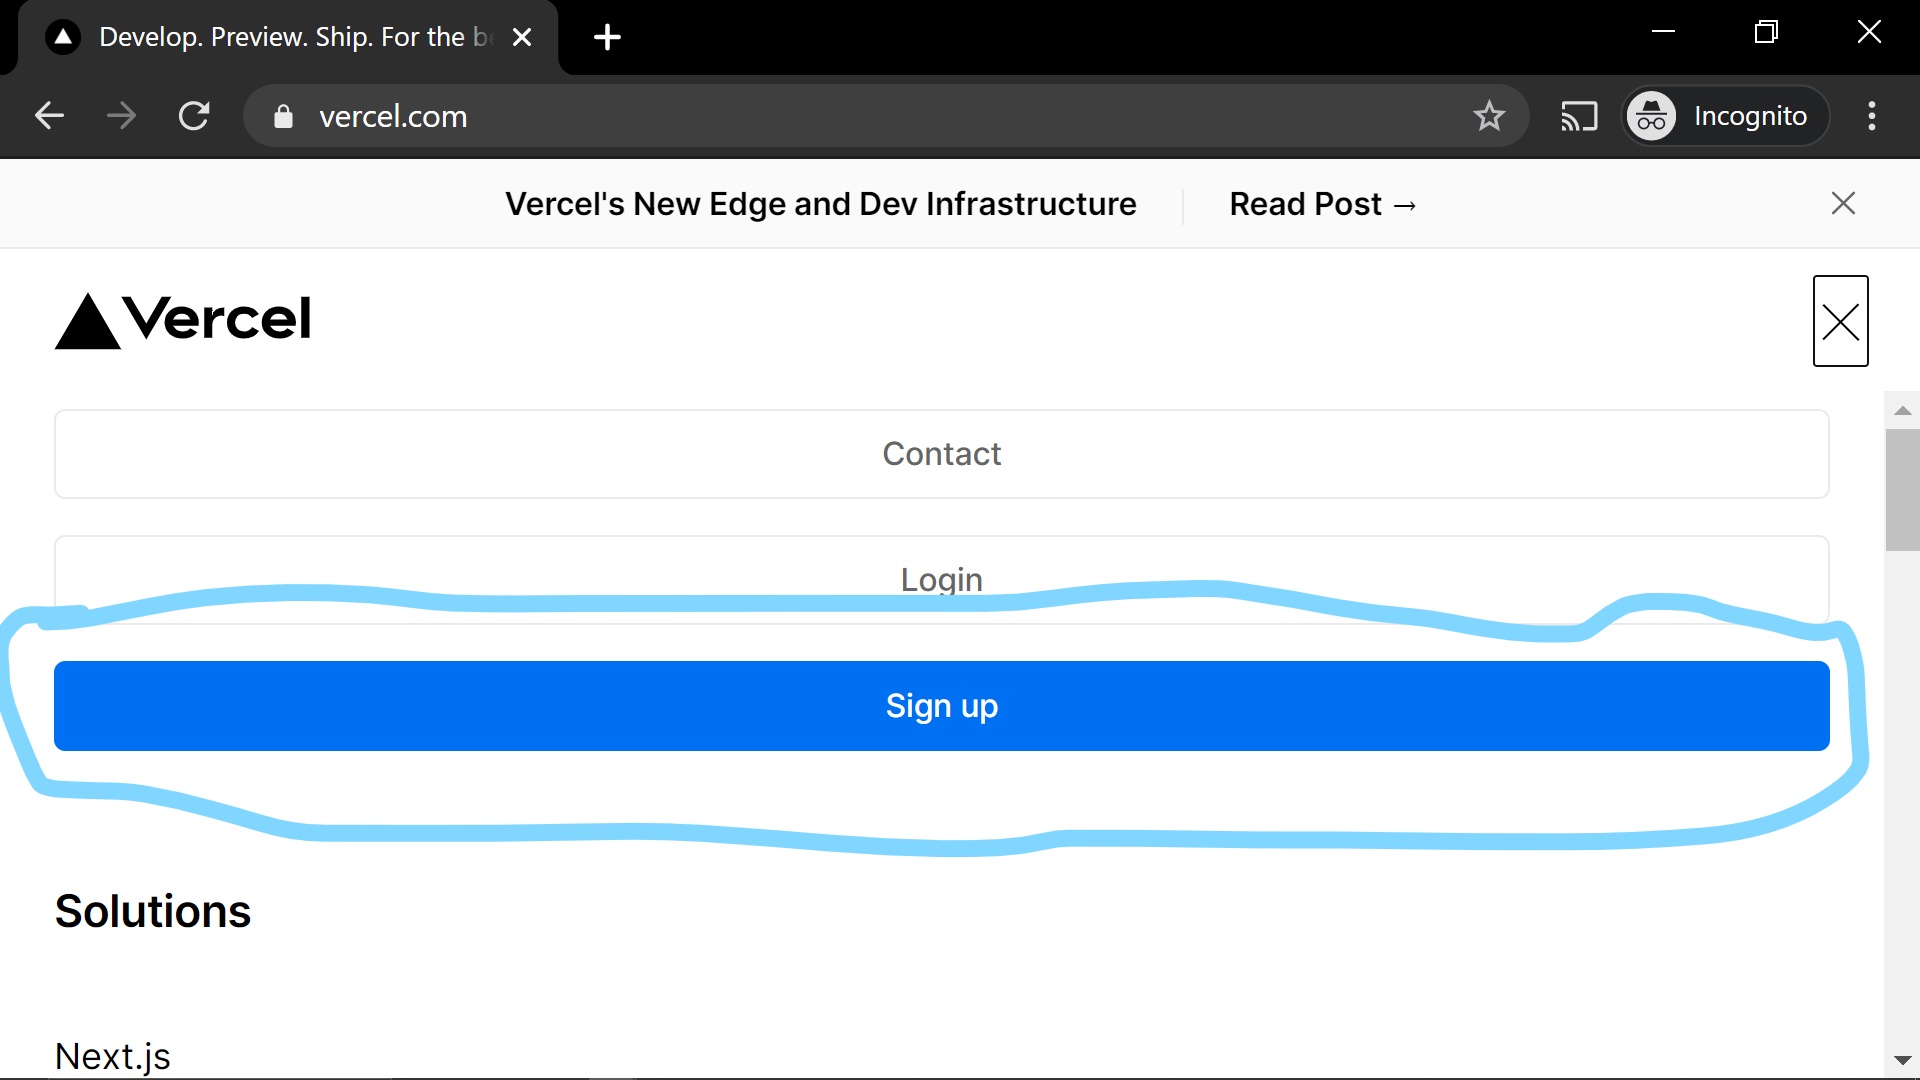 Develop. Preview. Ship. For the be
vercel.com
Incognito
Vercel's New Edge and Dev Infrastructure
Read Post →
Vercel
Contact
Login
Sign up
Solutions
Next.js